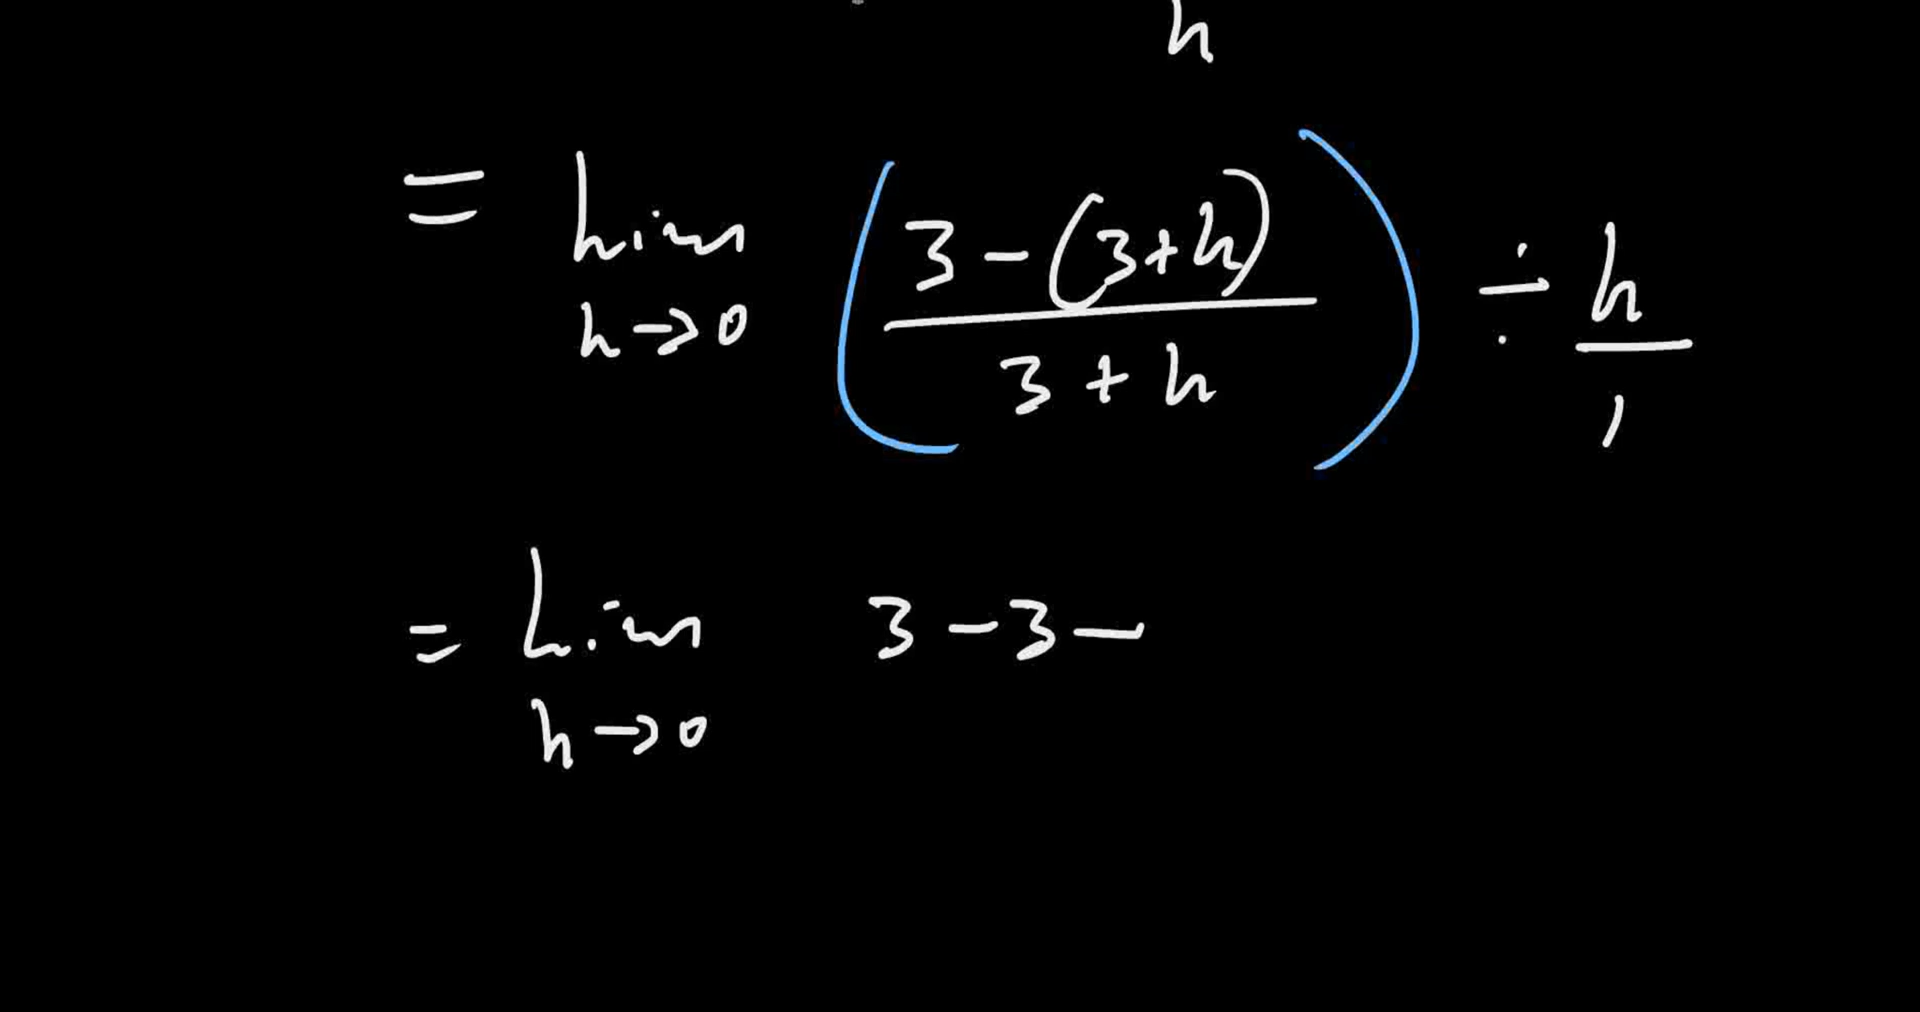 h
= lim (3-(3+h) ÷ h
h→0 3+h) 1
= lim 3-3-
h→0